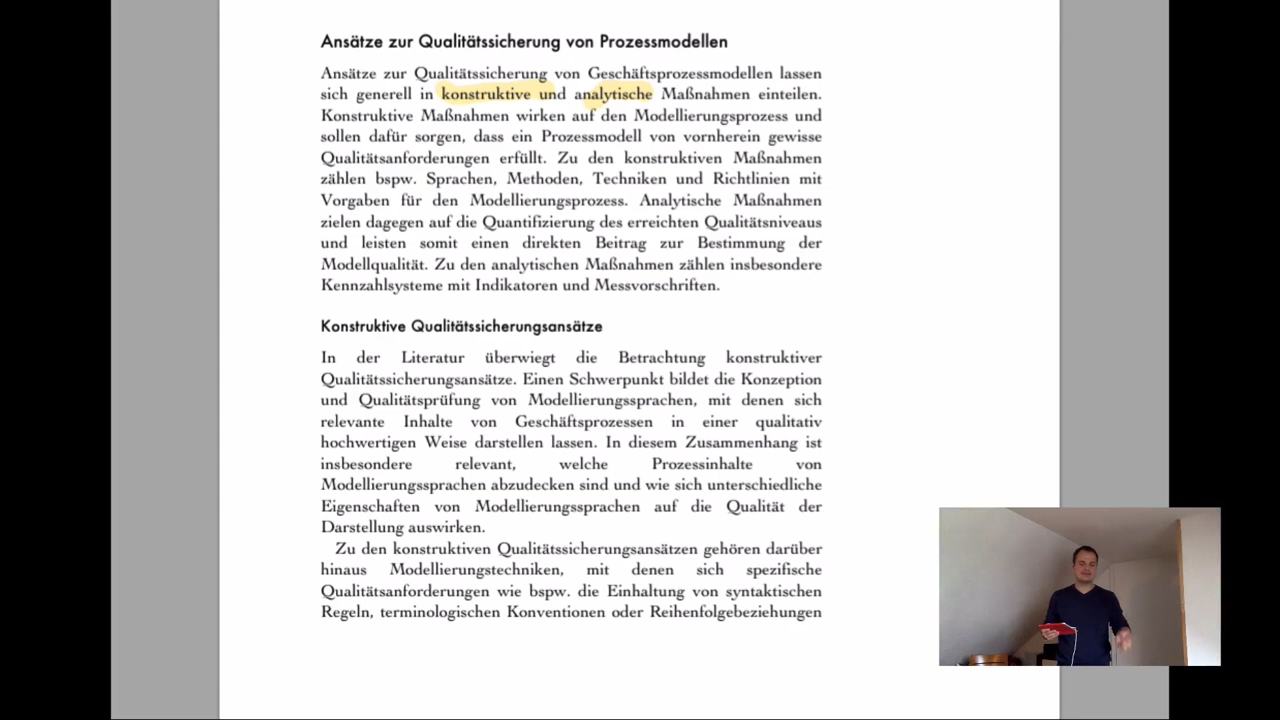 Ansätze zur Qualitätssicherung von Prozessmodellen
Ansätze zur Qualitätssicherung von Geschäftsprozessmodellen lassen
sich generell in konstruktive und analytische Maßnahmen einteilen.
Konstruktive Maßnahmen wirken auf den Modellierungsprozess und
sollen dafür sorgen, dass ein Prozessmodell von vornherein gewisse
Qualitätsanforderungen erfüllt. Zu den konstruktiven Maßnahmen
zählen bspw. Sprachen, Methoden, Techniken und Richtlinien mit
Vorgaben für den Modellierungsprozess. Analytische Maßnahmen
zielen dagegen auf die Quantifizierung des erreichten Qualitätsniveaus
und leisten somit einen direkten Beitrag zur Bestimmung der
Modellqualität. Zu den analytischen Maßnahmen zählen insbesondere
Kennzahlsysteme mit Indikatoren und Messvorschriften.
Konstruktive Qualitätssicherungsansätze
In der Literatur überwiegt die Betrachtung konstruktiver
Qualitätssicherungsansätze. Einen Schwerpunkt bildet die Konzeption
und Qualitätsprüfung von Modellierungssprachen, mit denen sich
relevante Inhalte von Geschäftsprozessen in einer qualitativ
hochwertigen Weise darstellen lassen. In diesem Zusammenhang ist
insbesondere relevant, welche Prozessinhalte von
Modellierungssprachen abzudecken sind und wie sich unterschiedliche
Eigenschaften von Modellierungssprachen auf die Qualität der
Darstellung auswirken.
Zu den konstruktiven Qualitätssicherungsansätzen gehören darüber
hinaus Modellierungstechniken, mit denen sich spezifische
Qualitätsanforderungen wie bspw. die Einhaltung von syntaktischen
Regeln, terminologischen Konventionen oder Reihenfolgebeziehungen